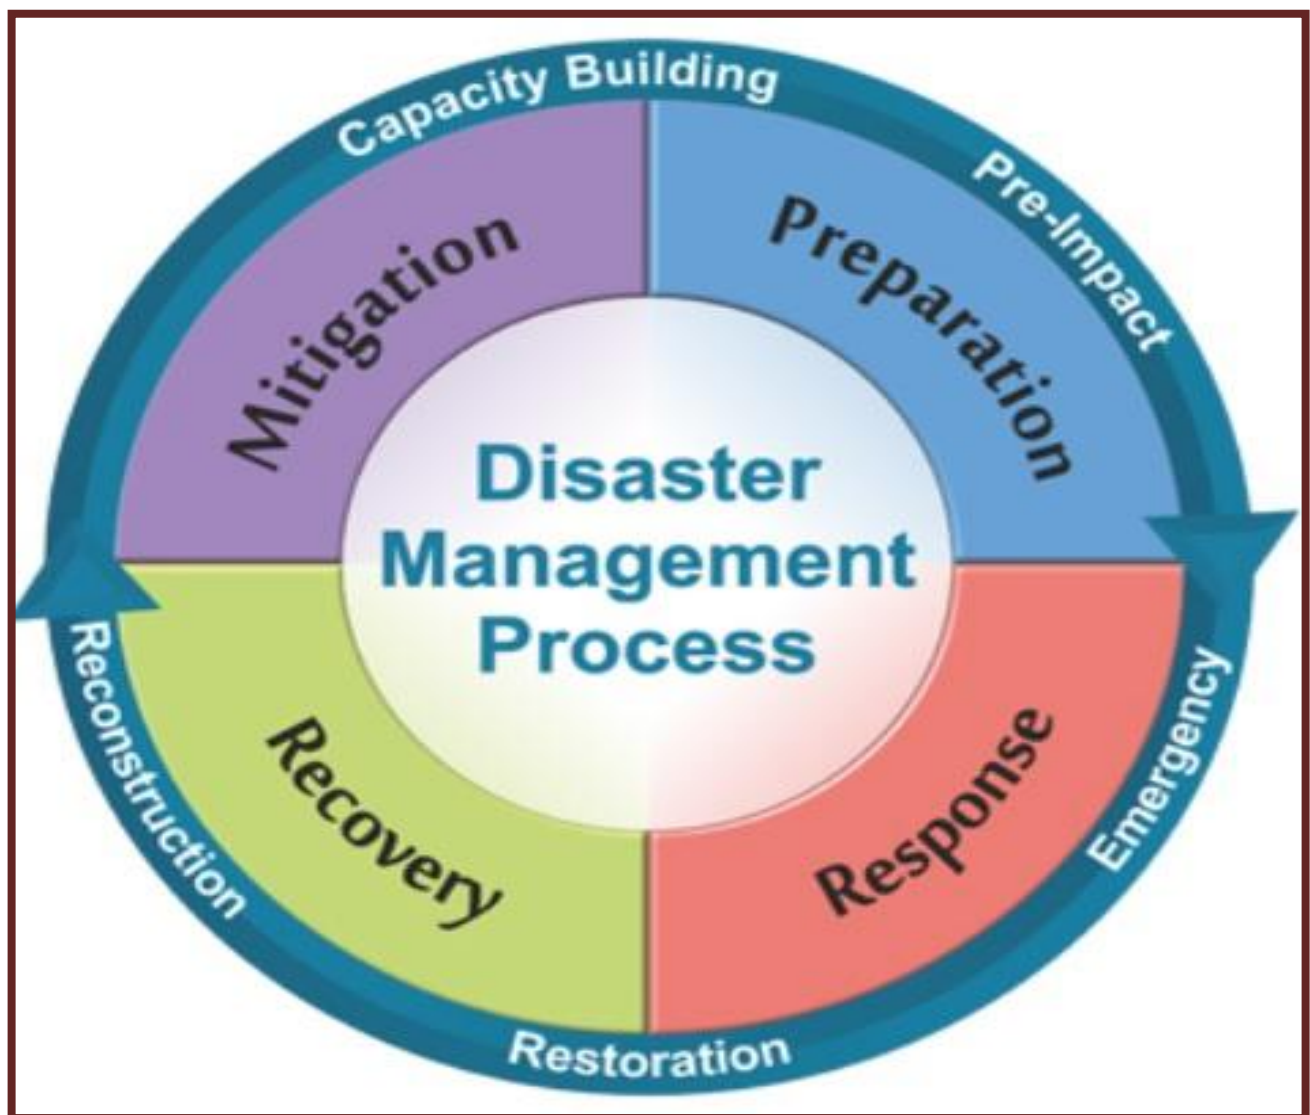 Capacity Building
Pre-Impact
Mitigation
Preparation
Disaster
Management
Process
Reconstruction
Emergency
Recovery
Response
Restoration